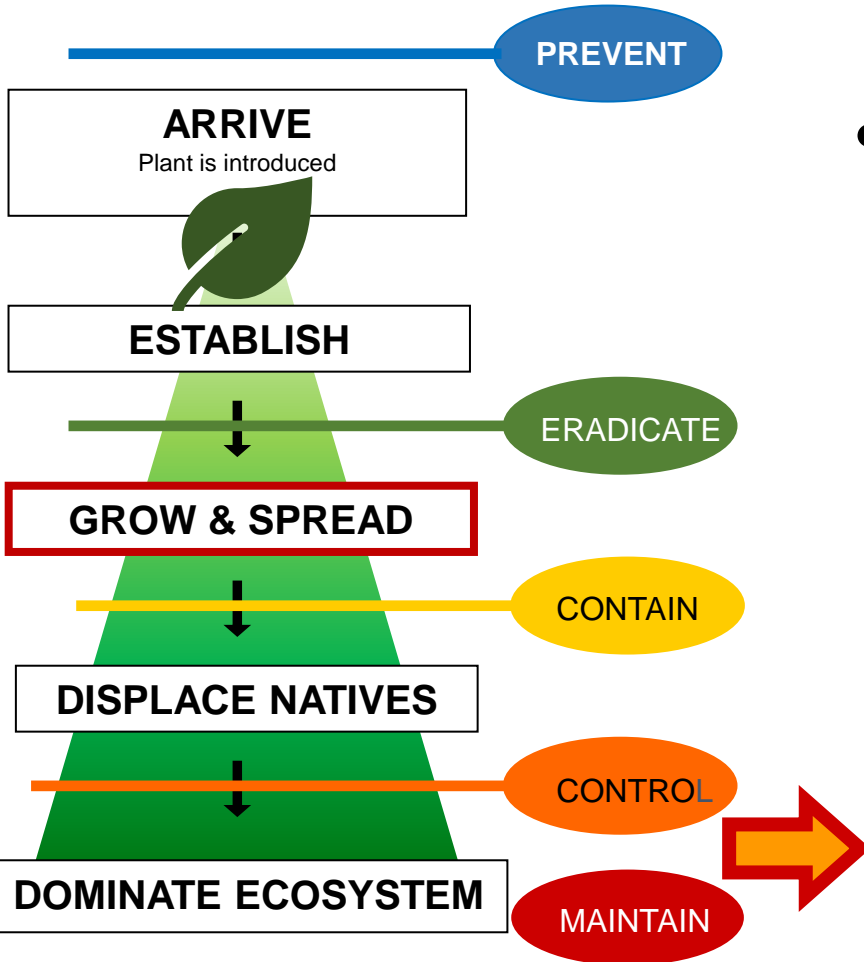 PREVENT
ARRIVE
Plant is introduced
ESTABLISH
ERADICATE
GROW & SPREAD
CONTAIN
DISPLACE NATIVES
CONTROL
DOMINATE ECOSYSTEM
MAINTAIN